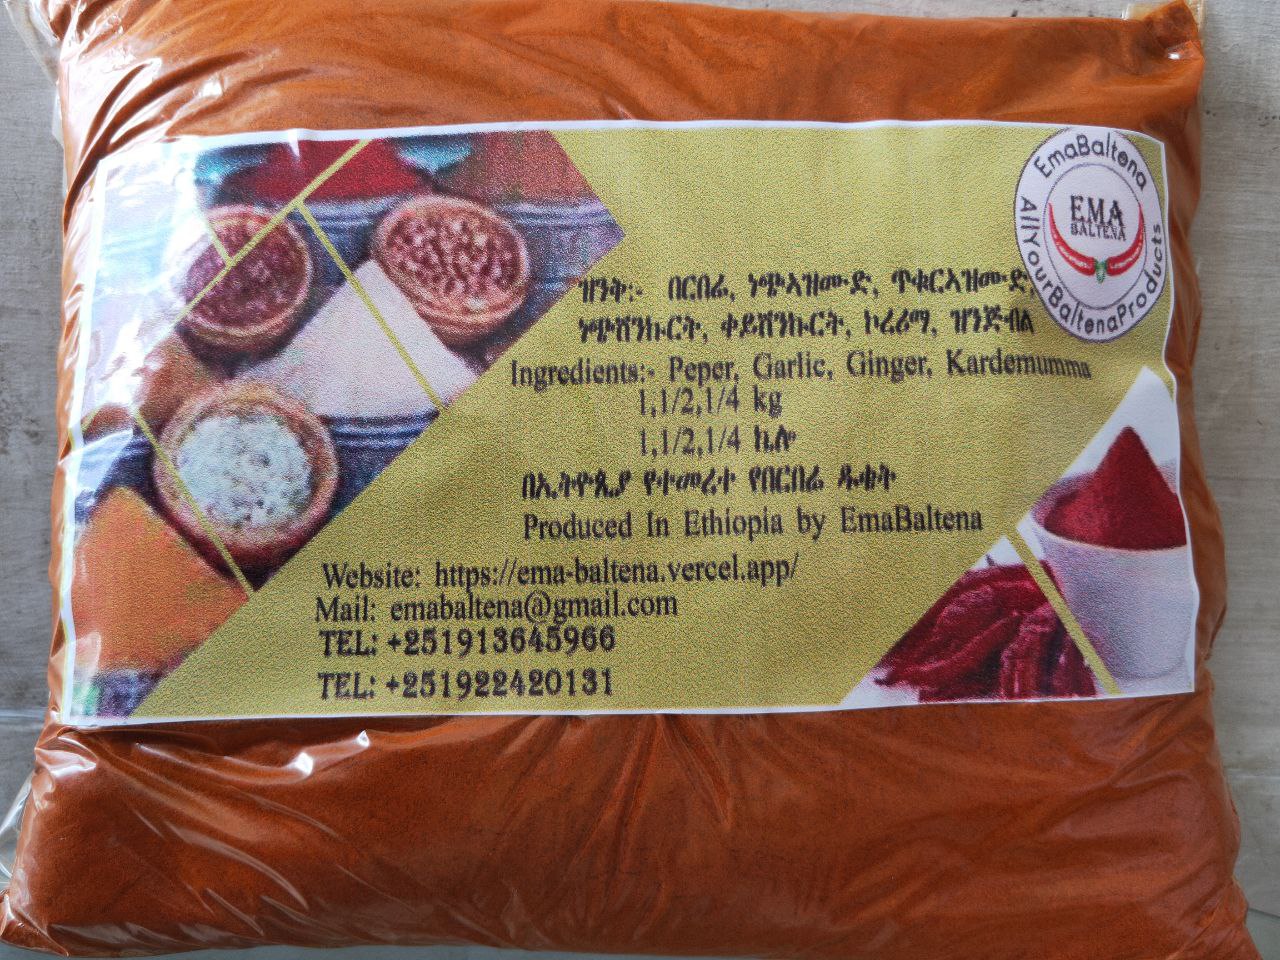 EmaBaltena
EMA
BALTENA
AllYourBaltenaProducts
ዝንቅ:- በርበሬ, ነጭአዝሙድ, ጥቁርአዝሙድ,
ነጭሽንኩርት, ቀይሽንኩርት, ኮረሪማ, ዝንጅብል
Ingredients:- Peper, Garlic, Ginger, Kardemumma
1,1/2,1/4 kg
1,1/2,1/4 ኪሎ
በኢትዮጲያ የተመረተ የበርበሬ ዱቄት
Produced In Ethiopia by EmaBaltena
Website: https://ema-baltena.vercel.app/
Mail: emabaltena@gmail.com
TEL: +251913645966
TEL: +251922420131